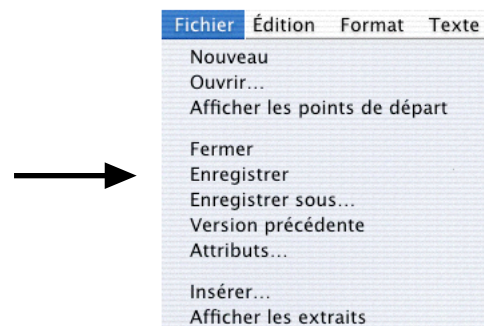 Fichier Édition Format Texte
Nouveau
Ouvrir...
Afficher les points de départ
Fermer
Enregistrer
Enregistrer sous...
Version précédente
Attributs...
Insérer...
Afficher les extraits